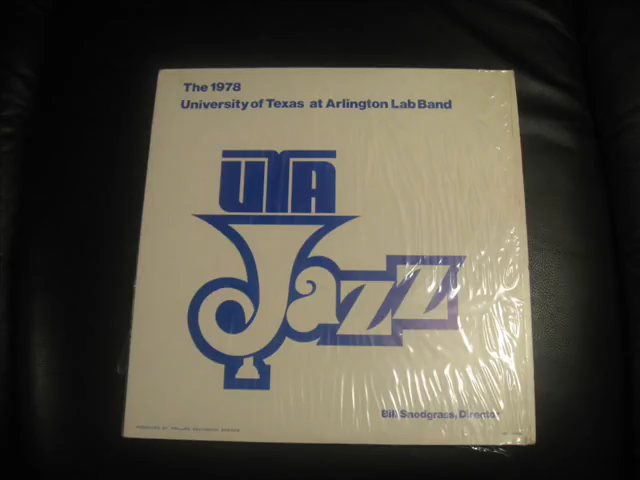 The 1978
University of Texas at Arlington Lab Band
UTA
Jazz
Bill Snodgrass, Director